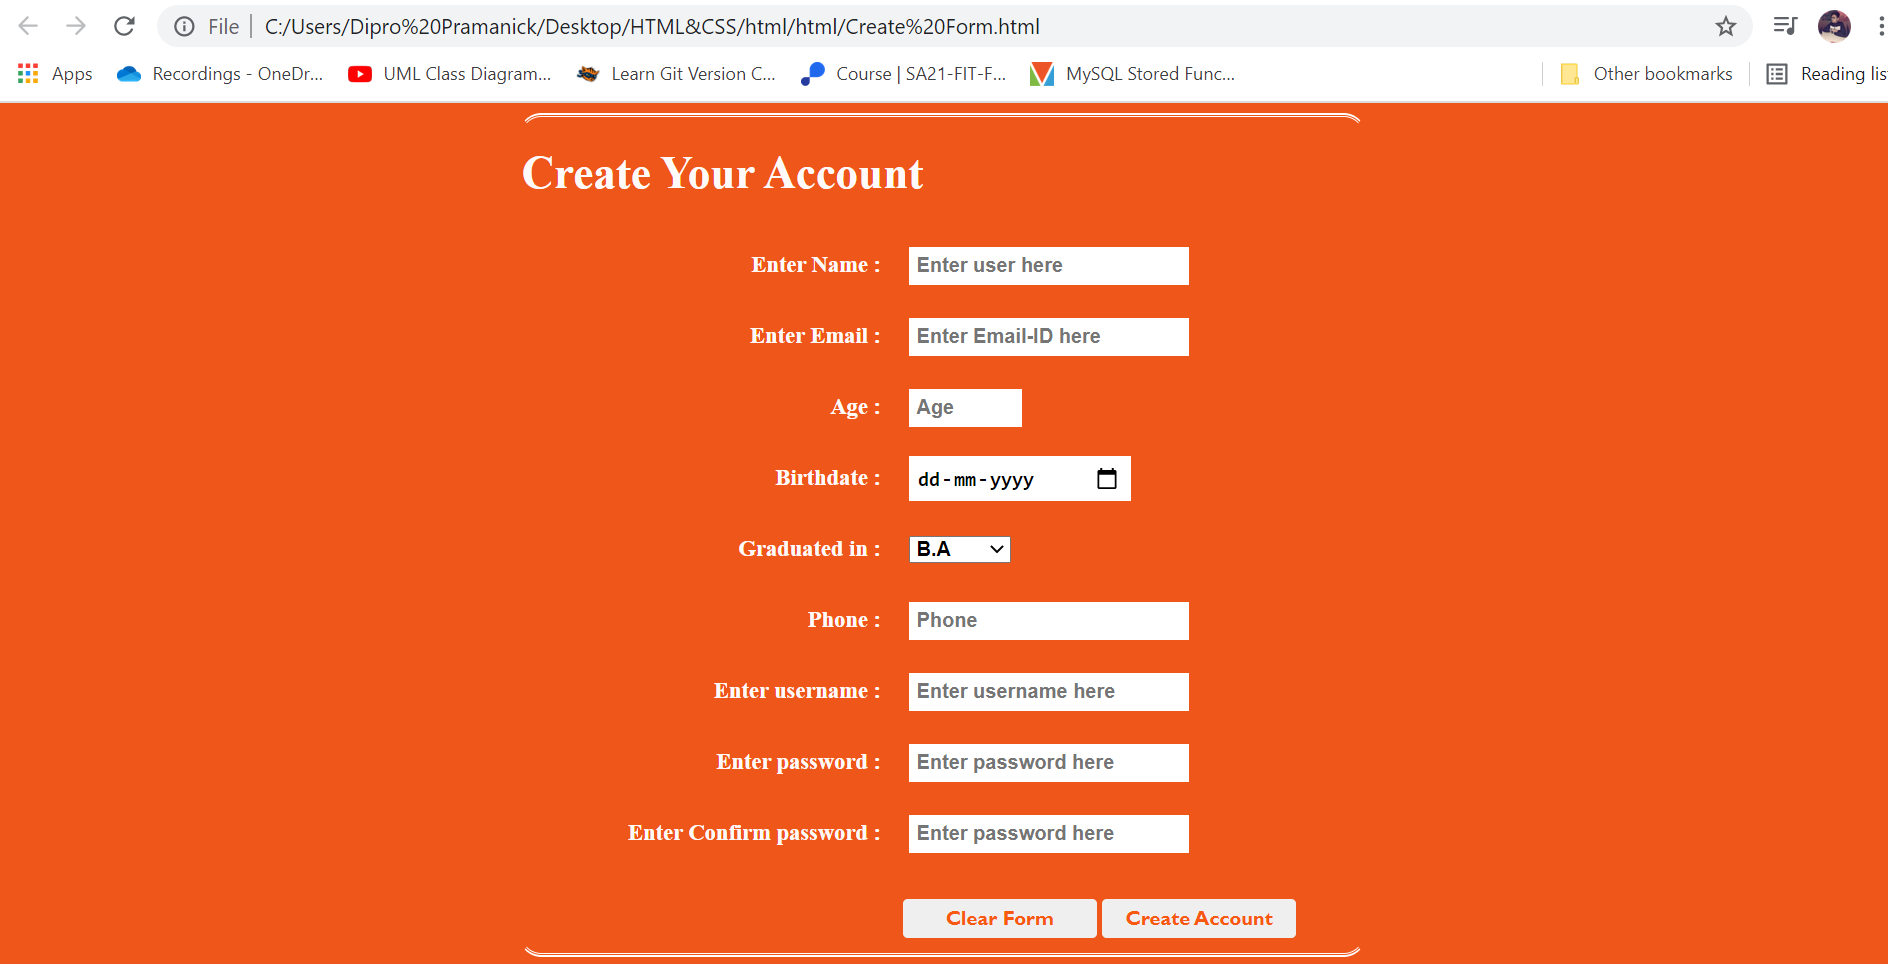 File C:/Users/Dipro%20Pramanick/Desktop/HTML&CSS/html/html/Create%20Form.html
Apps Recordings - OneDr... UML Class Diagram... Learn Git Version C... Course | SA21-FIT-F... MySQL Stored Func... Other bookmarks Reading lis
Create Your Account
Enter Name : Enter user here
Enter Email : Enter Email-ID here
Age : Age
Birthdate : dd-mm-yyyy
Graduated in : B.A
Phone : Phone
Enter username : Enter username here
Enter password : Enter password here
Enter Confirm password : Enter password here
Clear Form Create Account